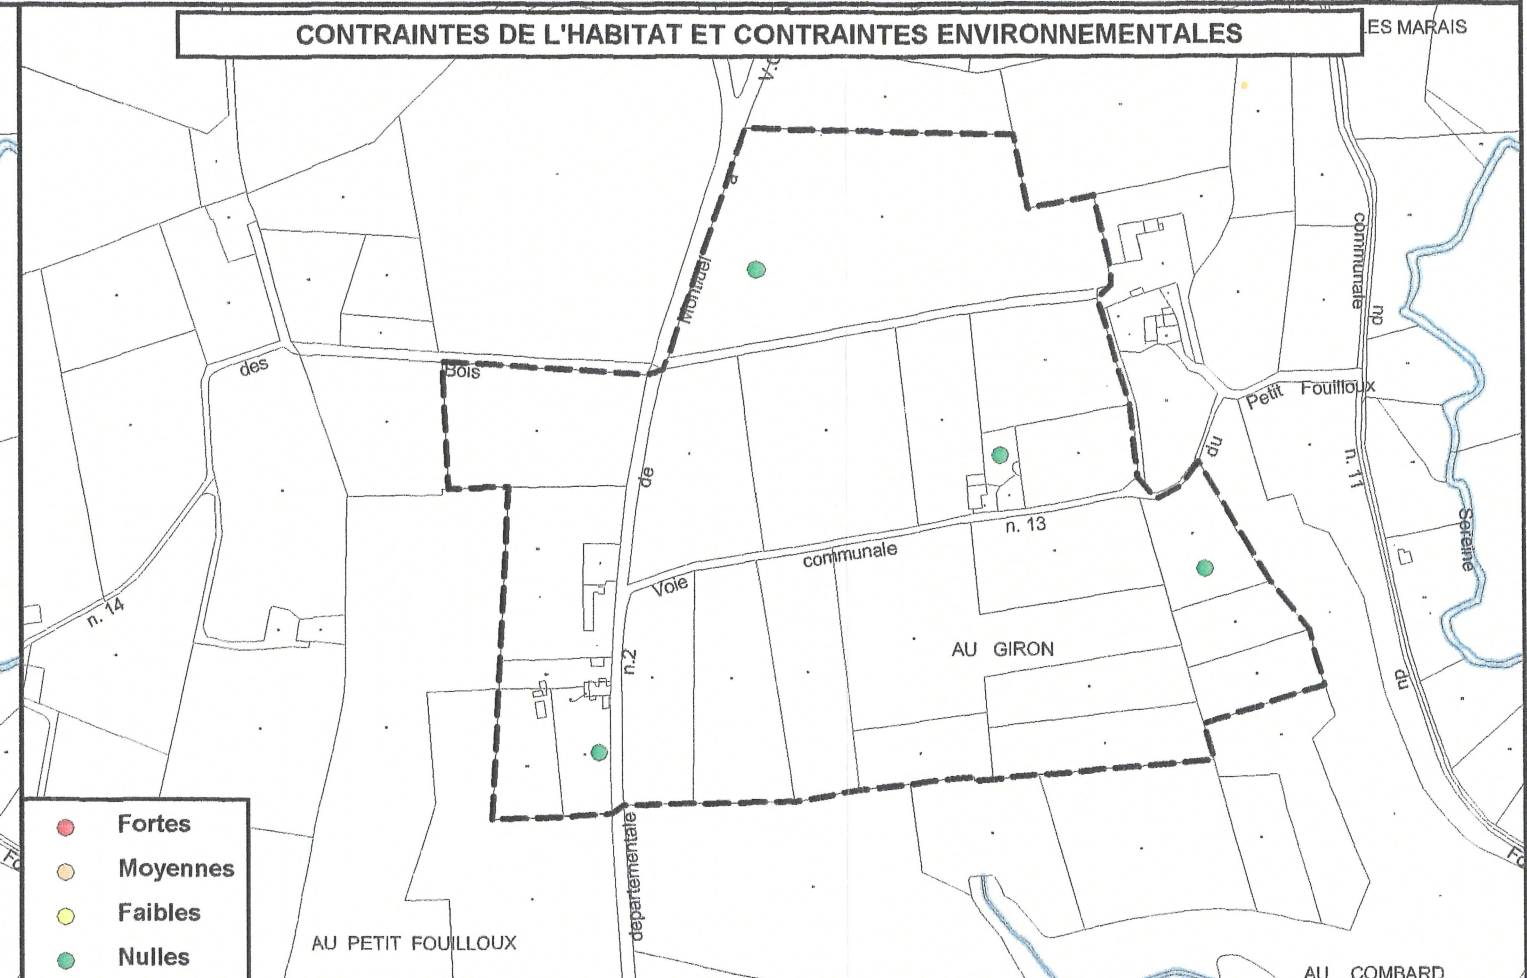 CONTRAINTES DE L'HABITAT ET CONTRAINTES ENVIRONNEMENTALES
LES MARAIS
à
Montluel
communale
du
des
Bois
Petit Fouilloux
du
de
n. 11
n. 13
Sereine
communale
Voie
n. 14
AU GIRON
n.2
du
Fortes
Moyennes
Faibles
Nulles
departementale
AU PETIT FOUILLOUX
AU COMBARD